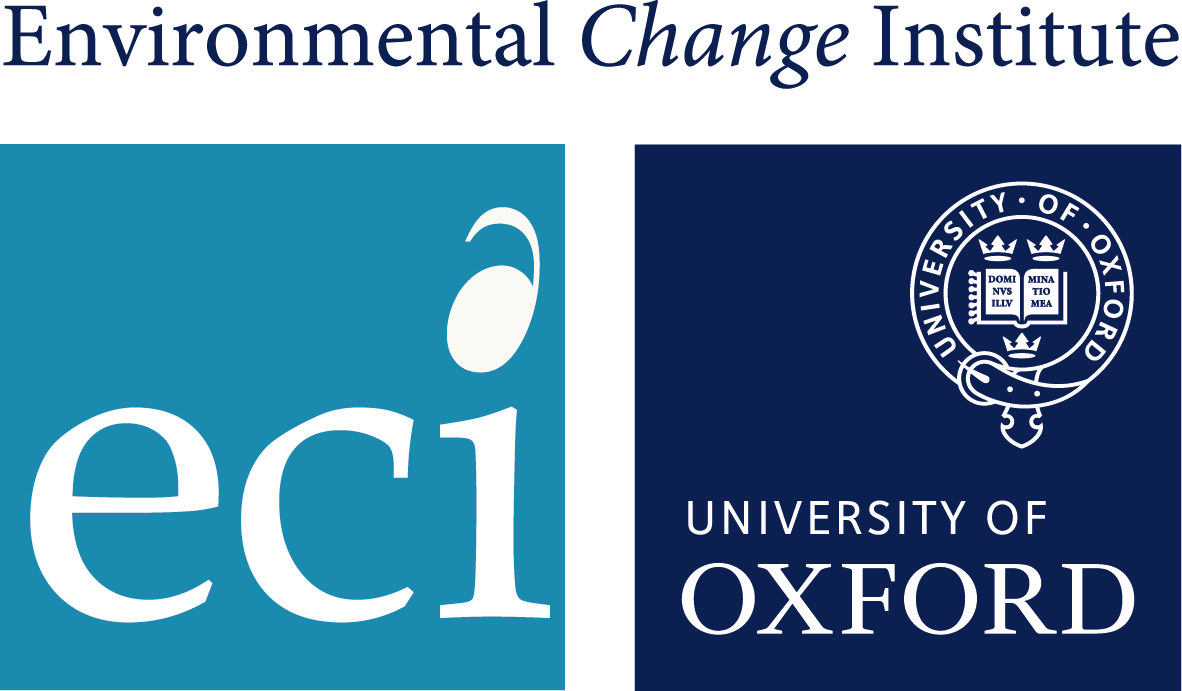 Environmental Change Institute
eci
UNIVERSITY · OF · OXFORD
DOMI
NVS
ILLV
MINA
TIO
MEA
UNIVERSITY OF
OXFORD